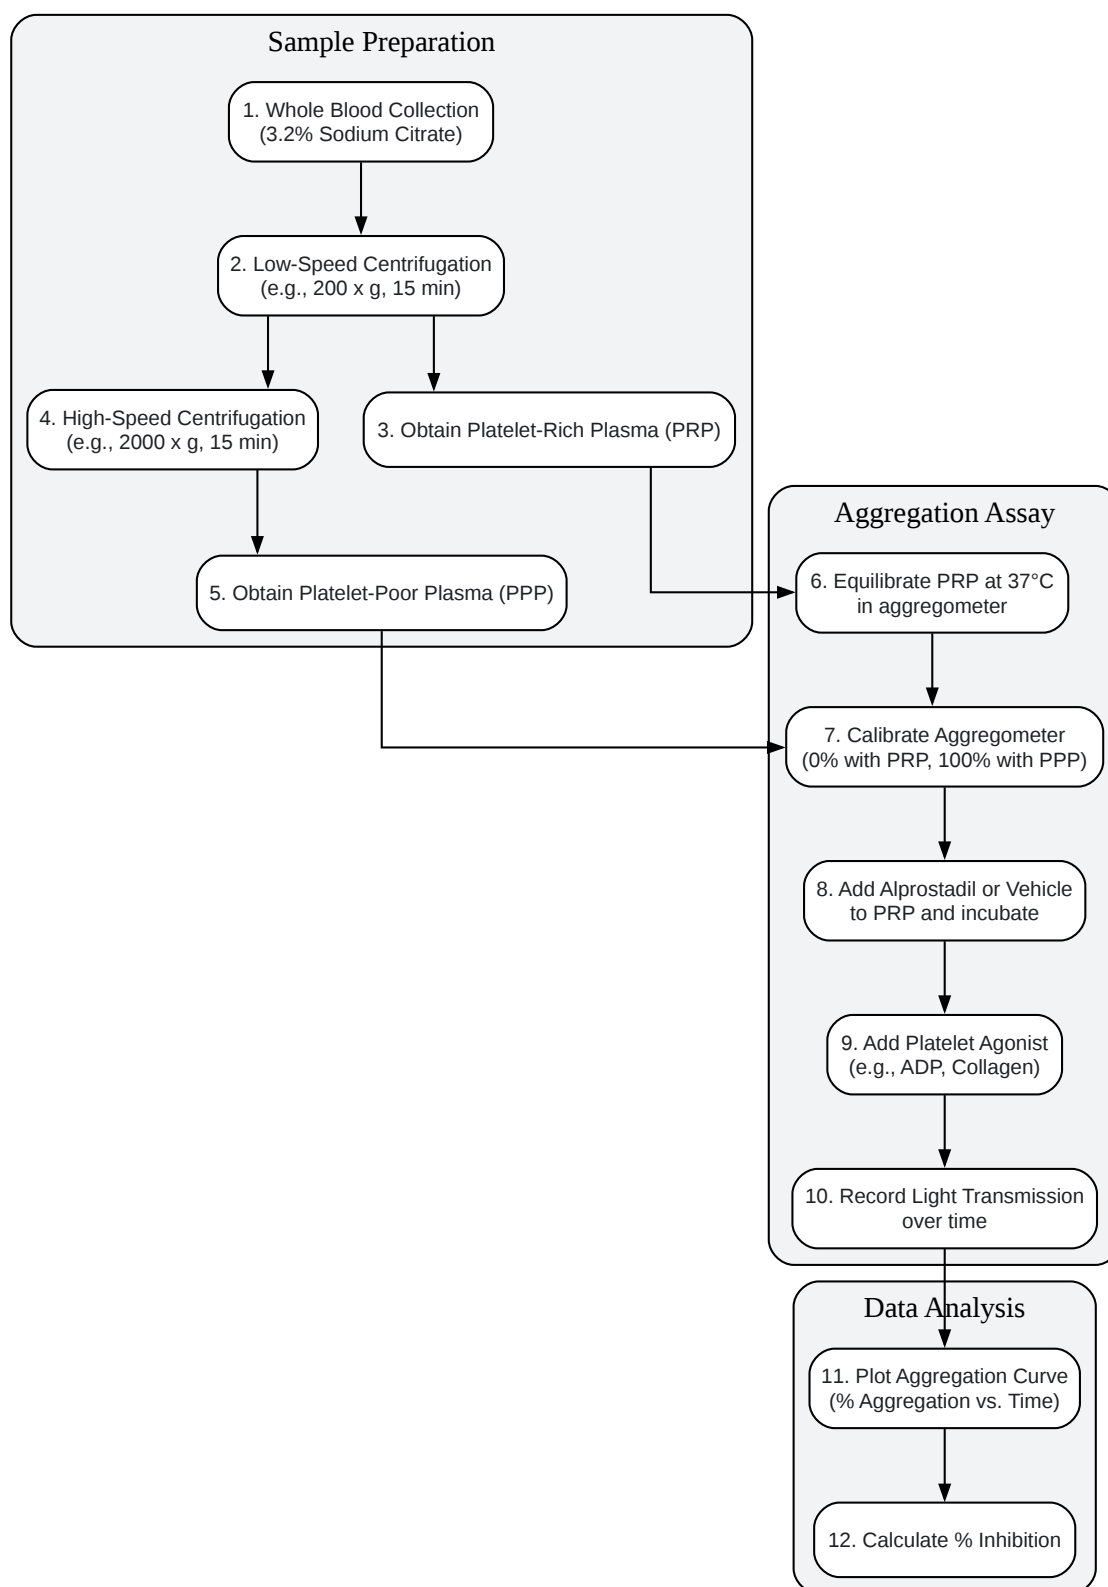 Sample Preparation
1. Whole Blood Collection
(3.2% Sodium Citrate)
2. Low-Speed Centrifugation
(e.g., 200 x g, 15 min)
4. High-Speed Centrifugation
(e.g., 2000 x g, 15 min)
3. Obtain Platelet-Rich Plasma (PRP)
5. Obtain Platelet-Poor Plasma (PPP)
Aggregation Assay
6. Equilibrate PRP at 37°C
in aggregometer
7. Calibrate Aggregometer
(0% with PRP, 100% with PPP)
8. Add Alprostadil or Vehicle
to PRP and incubate
9. Add Platelet Agonist
(e.g., ADP, Collagen)
10. Record Light Transmission
over time
Data Analysis
11. Plot Aggregation Curve
(% Aggregation vs. Time)
12. Calculate % Inhibition